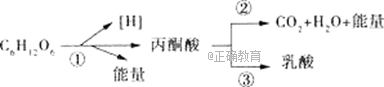 ② CO₂+H₂O+能量
[H]
C₆H₁₂O₆ ① 丙酮酸
@正确教育
能量 ③ 乳酸